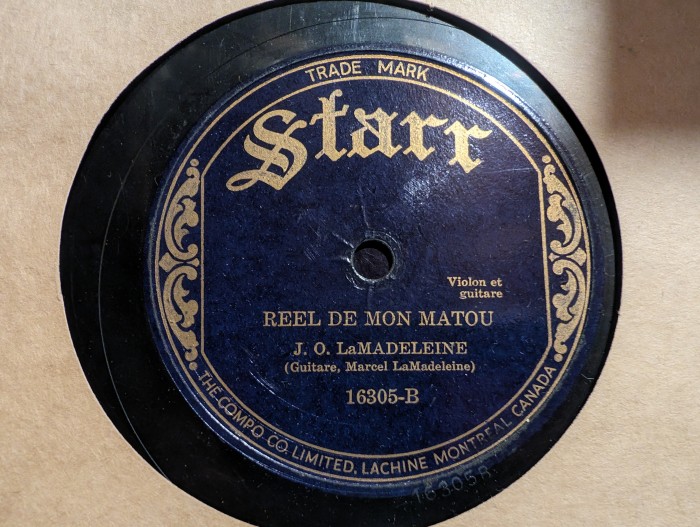 TRADE MARK
Starr
Violon et
guitare
REEL DE MON MATOU
J. O. LaMADELEINE
(Guitare, Marcel LaMadeleine)
16305-B
THE COMPO CO. LIMITED, LACHINE MONTREAL CANADA
16305B